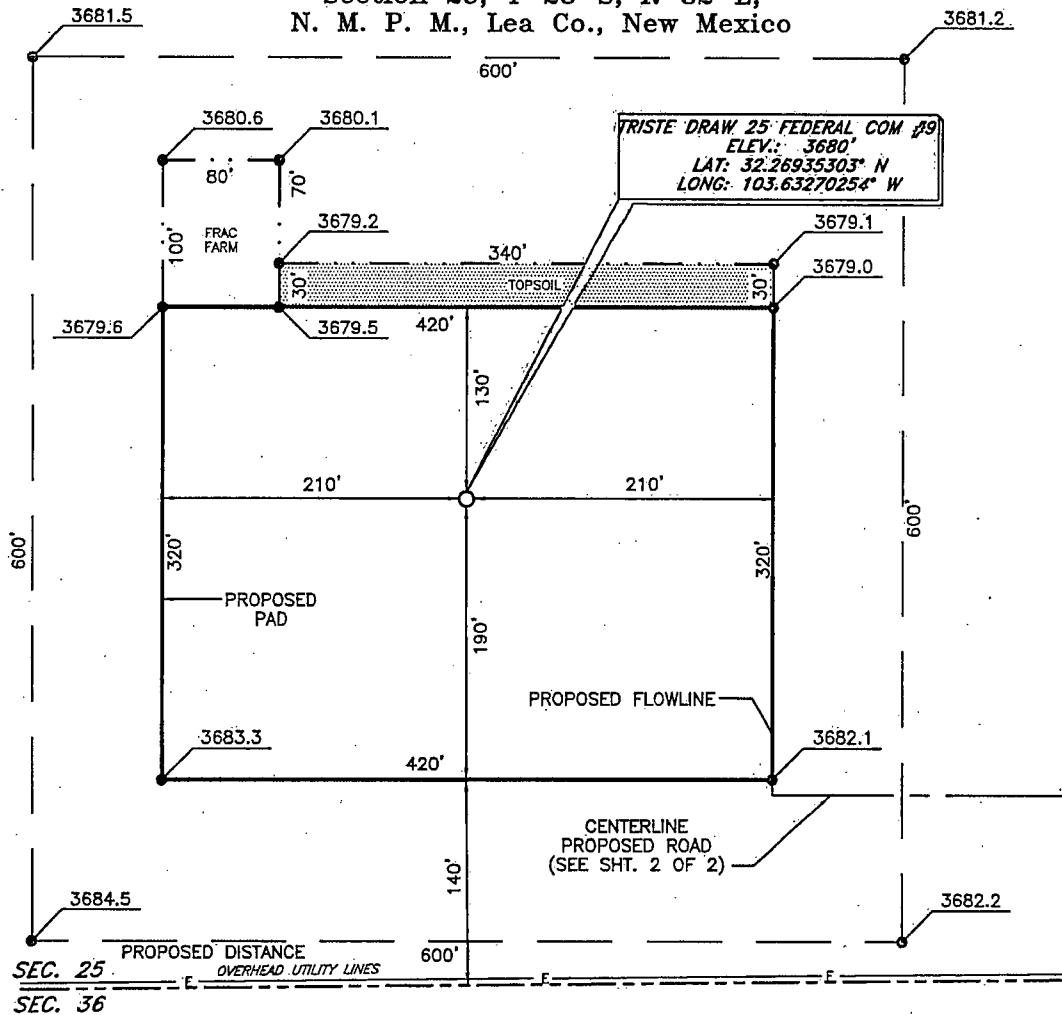 N. M. P. M., Lea Co., New Mexico
3681.5
3681.2
600'
TRISTE DRAW 25 FEDERAL COM #9
ELEV.: 3680'
LAT: 32.26935303° N
LONG: 103.63270254° W
3680.6
3680.1
80'
70'
100'
FRAC
FARM
3679.2
340'
3679.1
30'
TOPSOIL
30'
3679.0
3679.6
3679.5
420'
130'
210'
210'
600'
600'
320'
320'
PROPOSED
PAD
190'
PROPOSED FLOWLINE
3683.3
420'
3682.1
CENTERLINE
PROPOSED ROAD
(SEE SHT. 2 OF 2)
140'
3684.5
3682.2
PROPOSED DISTANCE
600'
SEC. 25
OVERHEAD UTILITY LINES
E
E
E
SEC. 36